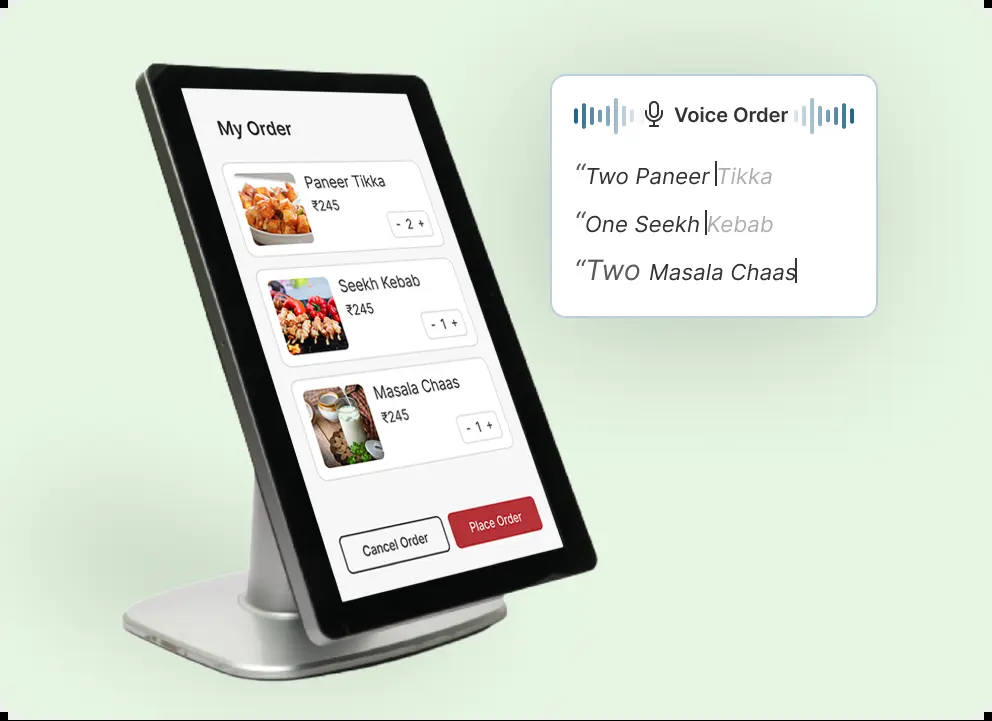 My Order
Paneer Tikka
₹245
- 2 +
Seekh Kebab
₹245
- 1 +
Masala Chaas
₹245
- 1 +
Cancel Order
Place Order
Voice Order
“Two Paneer Tikka
“One Seekh Kebab
“Two Masala Chaas